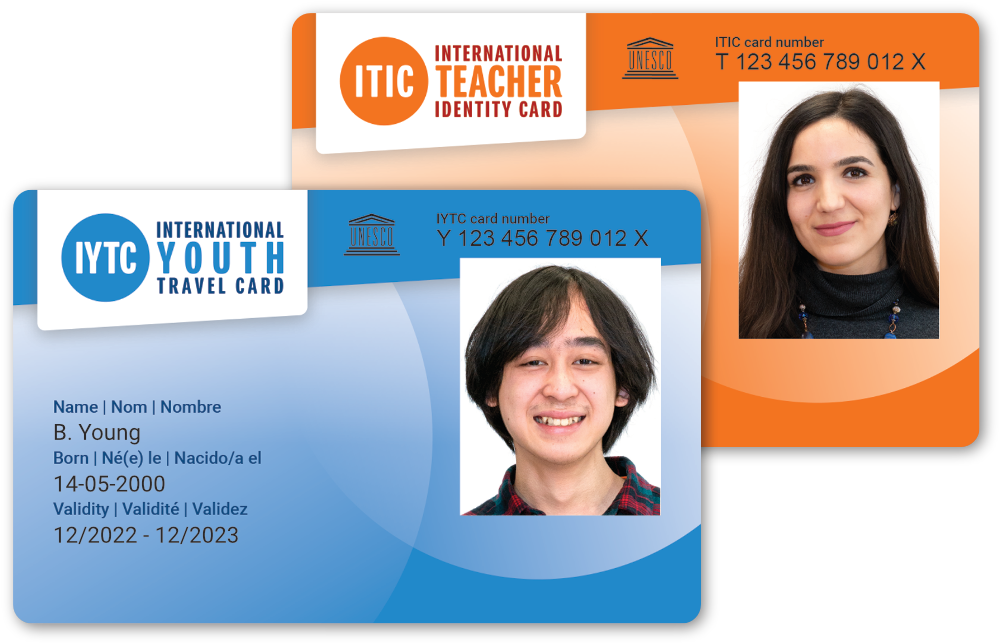 ITIC
INTERNATIONAL
TEACHER
IDENTITY CARD
UNESCO
ITIC card number
T 123 456 789 012 X
IYTC
INTERNATIONAL
YOUTH
TRAVEL CARD
UNESCO
IYTC card number
Y 123 456 789 012 X
Name | Nom | Nombre
B. Young
Born | Né(e) le | Nacido/a el
14-05-2000
Validity | Validité | Validez
12/2022 - 12/2023